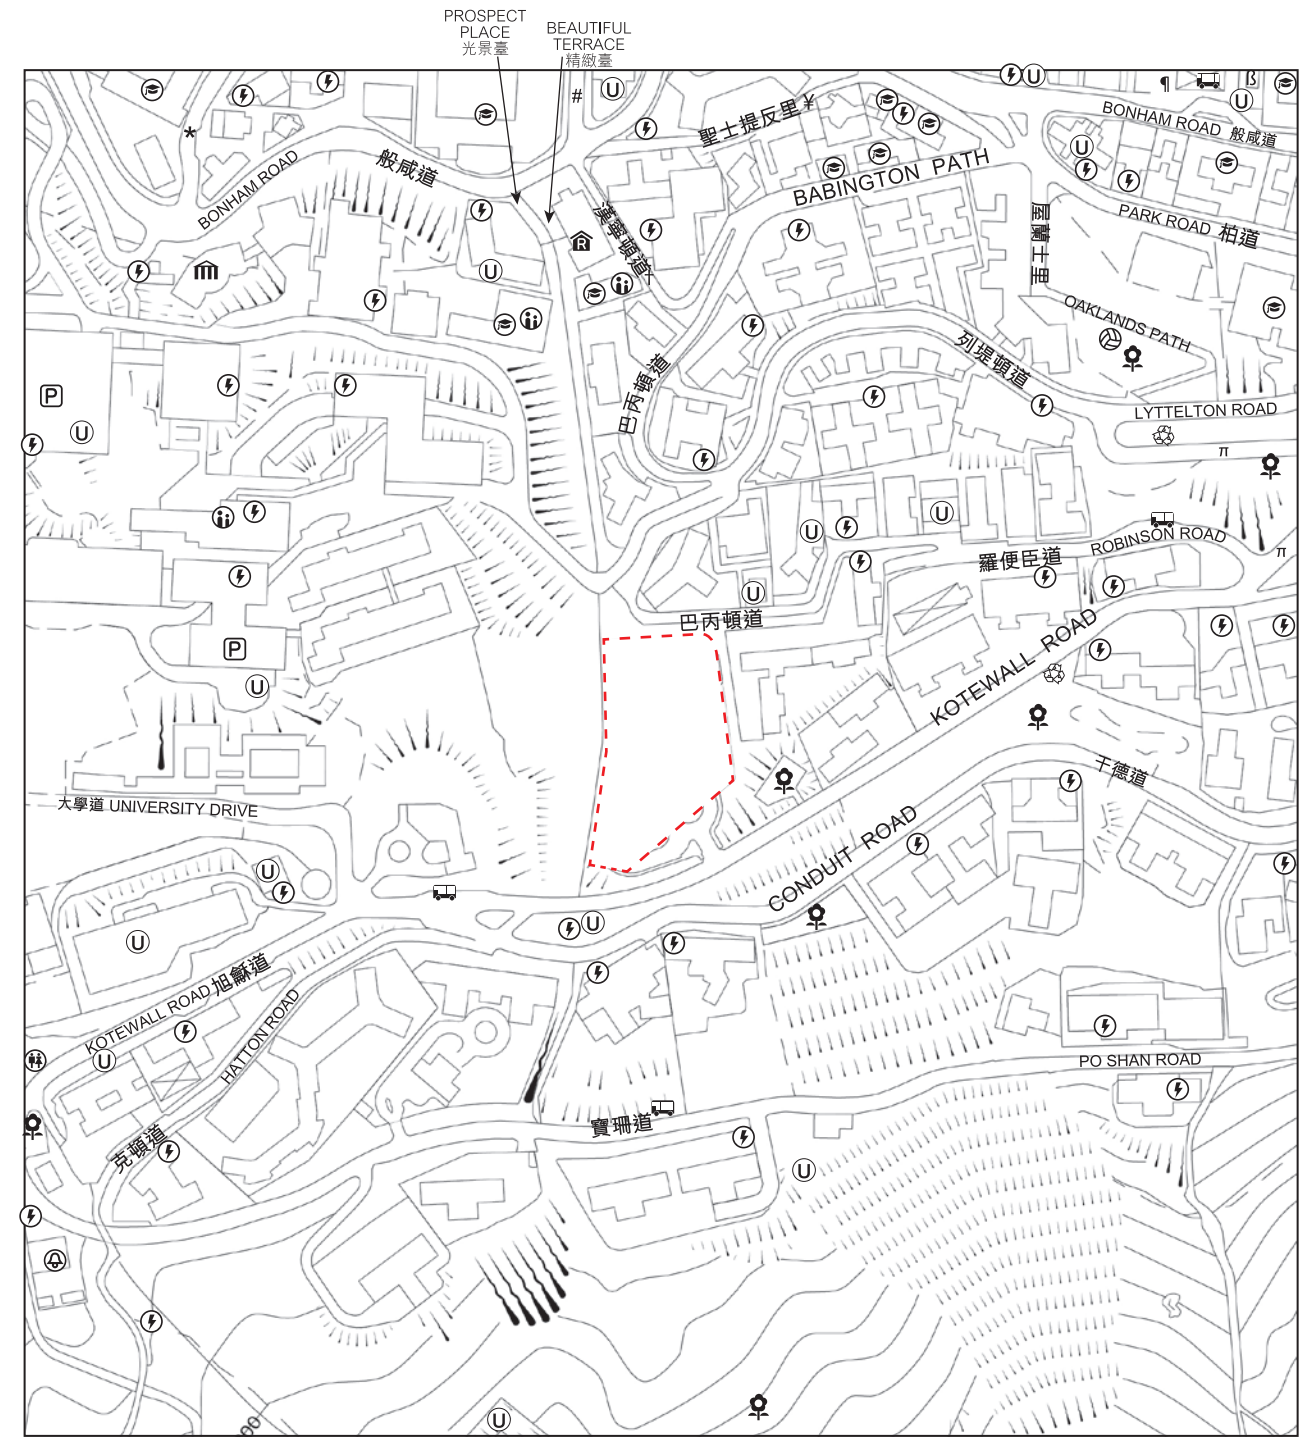 PROSPECT
PLACE
光景臺
BEAUTIFUL
TERRACE
精緻臺
#
U
U
¶
ß
U
*
聖士提反里 ¥
BONHAM ROAD 般咸道
BONHAM ROAD
般咸道
BABINGTON PATH
U
漢寧頓道
†
屋蘭士里
PARK ROAD 柏道
R
U
OAKLANDS PATH
列堤頓道
巴丙頓道
P
U
LYTTELTON ROAD
π
U
U
羅便臣道
ROBINSON ROAD
π
U
巴丙頓道
KOTEWALL ROAD
P
U
干德道
大學道 UNIVERSITY DRIVE
CONDUIT ROAD
U
U
U
KOTEWALL ROAD 旭龢道
HATTON ROAD
U
PO SHAN ROAD
寶珊道
克頓道
U
U
00